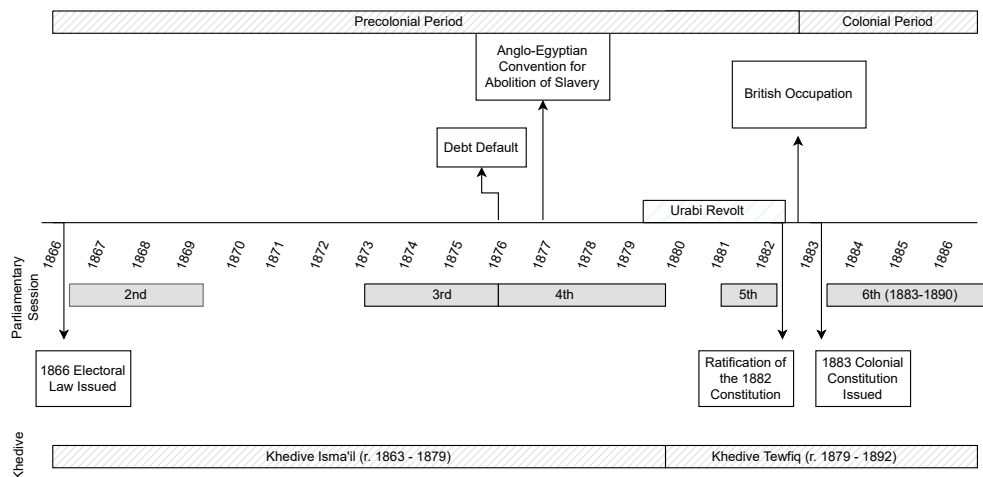 Precolonial Period
Colonial Period
Anglo-Egyptian
Convention for
Abolition of Slavery
British Occupation
Debt Default
Urabi Revolt
1866
1867
1868
1869
1870
1871
1872
1873
1874
1875
1876
1877
1878
1879
1880
1881
1882
1883
1884
1885
1886
Parliamentary
Session
2nd
3rd
4th
5th
6th (1883-1890)
1866 Electoral
Law Issued
Ratification of
the 1882
Constitution
1883 Colonial
Constitution
Issued
Khedive
Khedive Isma'il (r. 1863 - 1879)
Khedive Tewfiq (r. 1879 - 1892)